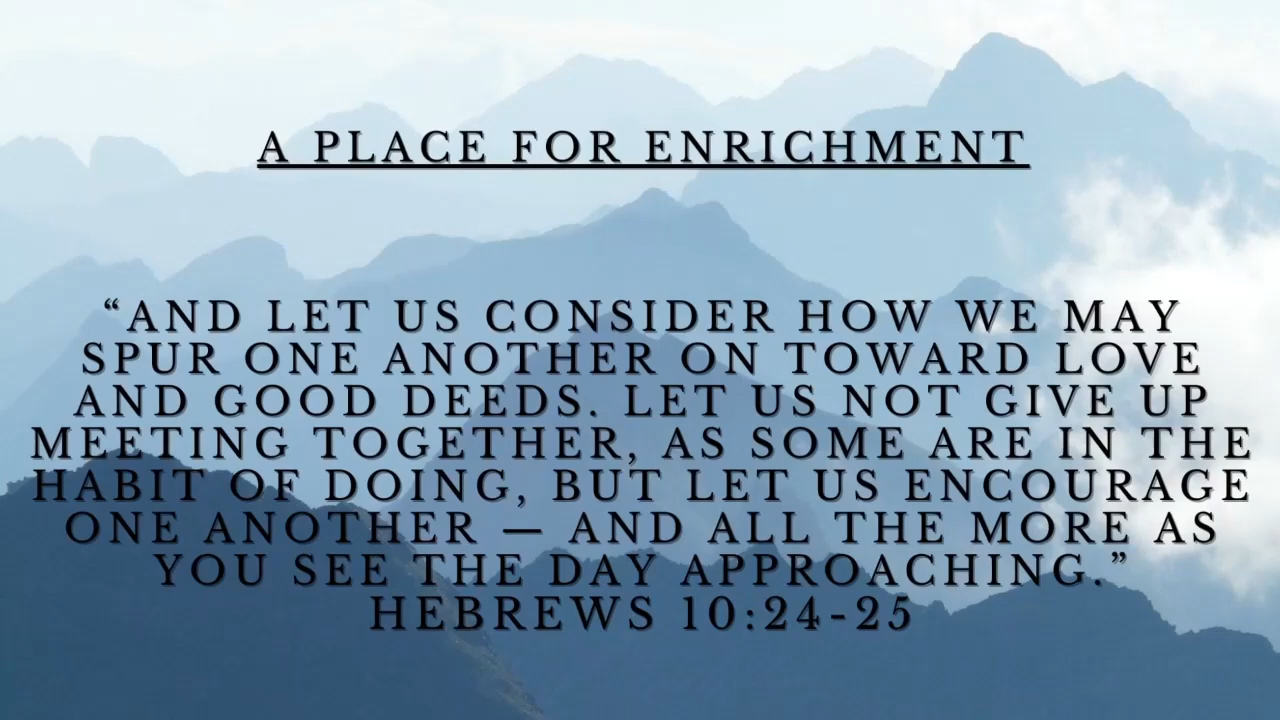 A PLACE FOR ENRICHMENT
“AND LET US CONSIDER HOW WE MAY
SPUR ONE ANOTHER ON TOWARD LOVE
AND GOOD DEEDS. LET US NOT GIVE UP
MEETING TOGETHER, AS SOME ARE IN THE
HABIT OF DOING, BUT LET US ENCOURAGE
ONE ANOTHER — AND ALL THE MORE AS
YOU SEE THE DAY APPROACHING.”
HEBREWS 10:24-25